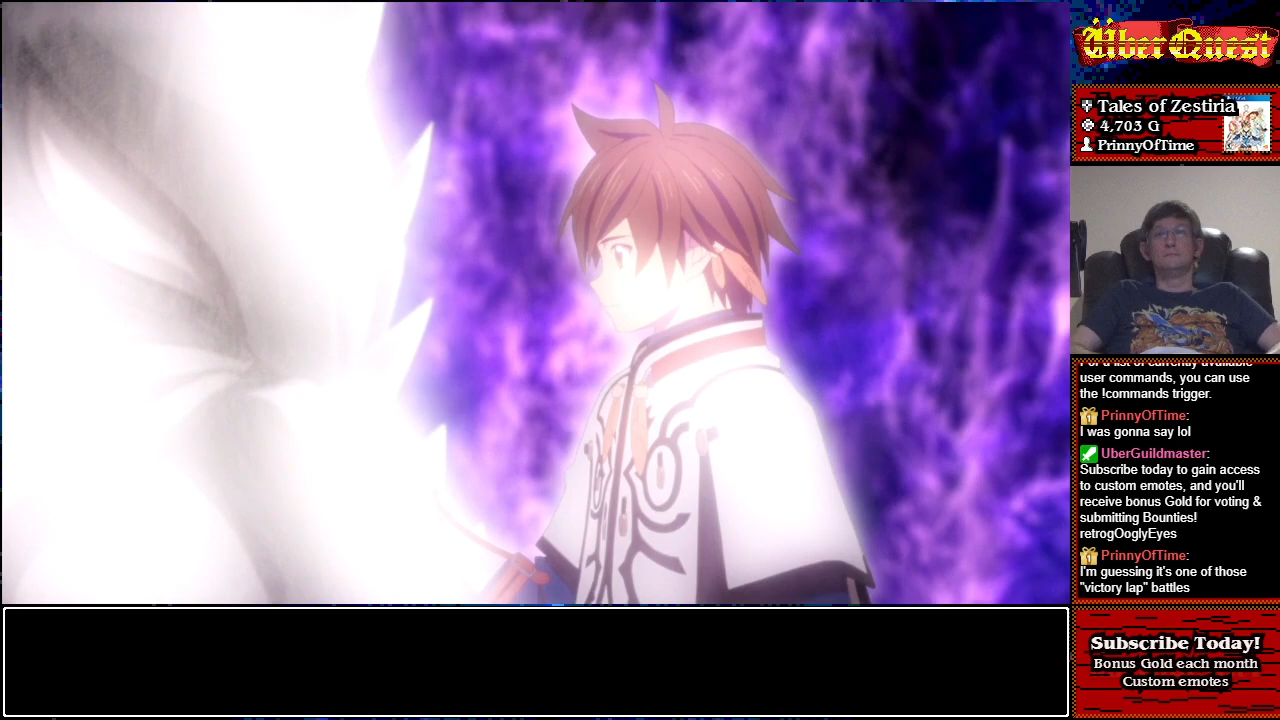 Über Quest
Tales of Zestiria
4,703 G
PrinnyOfTime
user commands, you can use
the !commands trigger.
PrinnyOfTime:
I was gonna say lol
UberGuildmaster:
Subscribe today to gain access
to custom emotes, and you'll
receive bonus Gold for voting &
submitting Bounties!
retrogOoglyEyes
PrinnyOfTime:
I'm guessing it's one of those
"victory lap" battles
Subscribe Today!
Bonus Gold each month
Custom emotes